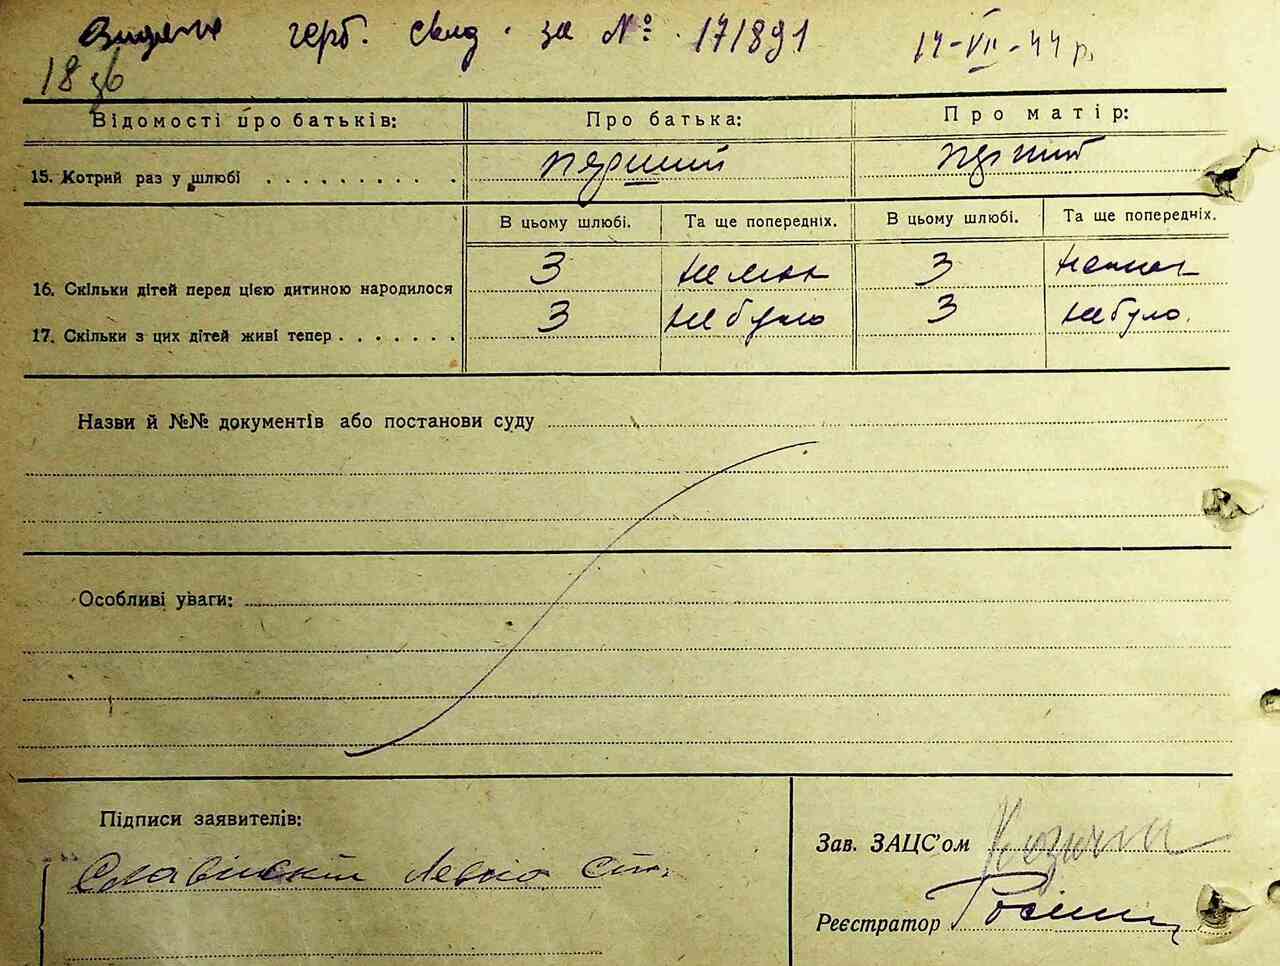 Видано герб. свид. за №: 171891 14-VII-44 р.
18 зб
Відомості про батьків: Про батька: Про матір:
15. Котрий раз у шлюбі . . . . . . . . . . перший перший
В цьому шлюбі. Та ще попередніх. В цьому шлюбі. Та ще попередніх.
16. Скільки дітей перед цією дитиною народилося 3 немає 3 немає
17. Скільки з цих дітей живі тепер . . . . . . . 3 не було 3 не було.
Назви й №№ документів або постанови суду
Особливі уваги:
Підписи заявителів:
Зав. ЗАЦС'ом
Реєстратор